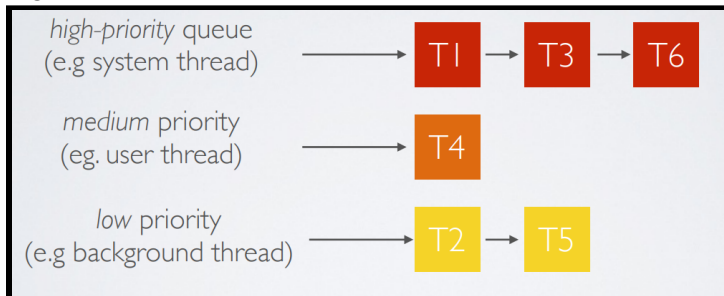 high-priority queue
(e.g system thread)
T1 T3 T6
medium priority
(eg. user thread)
T4
low priority
(e.g background thread)
T2 T5